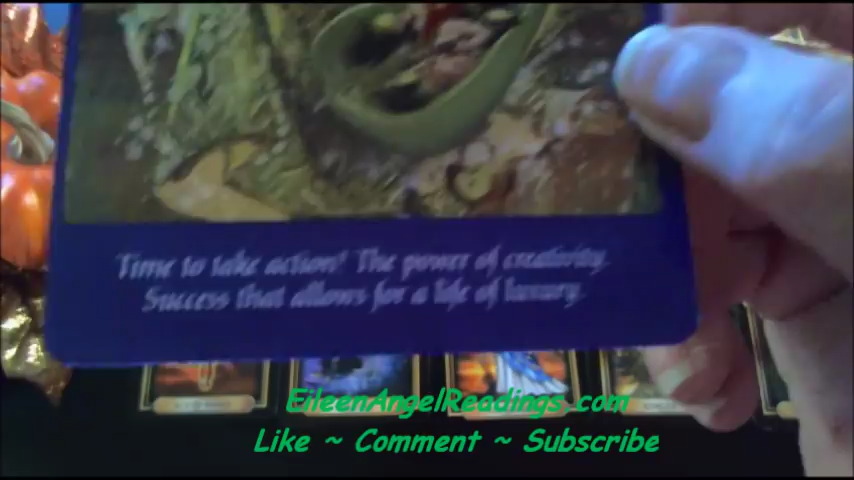 Time to take action! The power of creativity.
Success that allows for a life of luxury.
EileenAngelReadings.com
Like ~ Comment ~ Subscribe